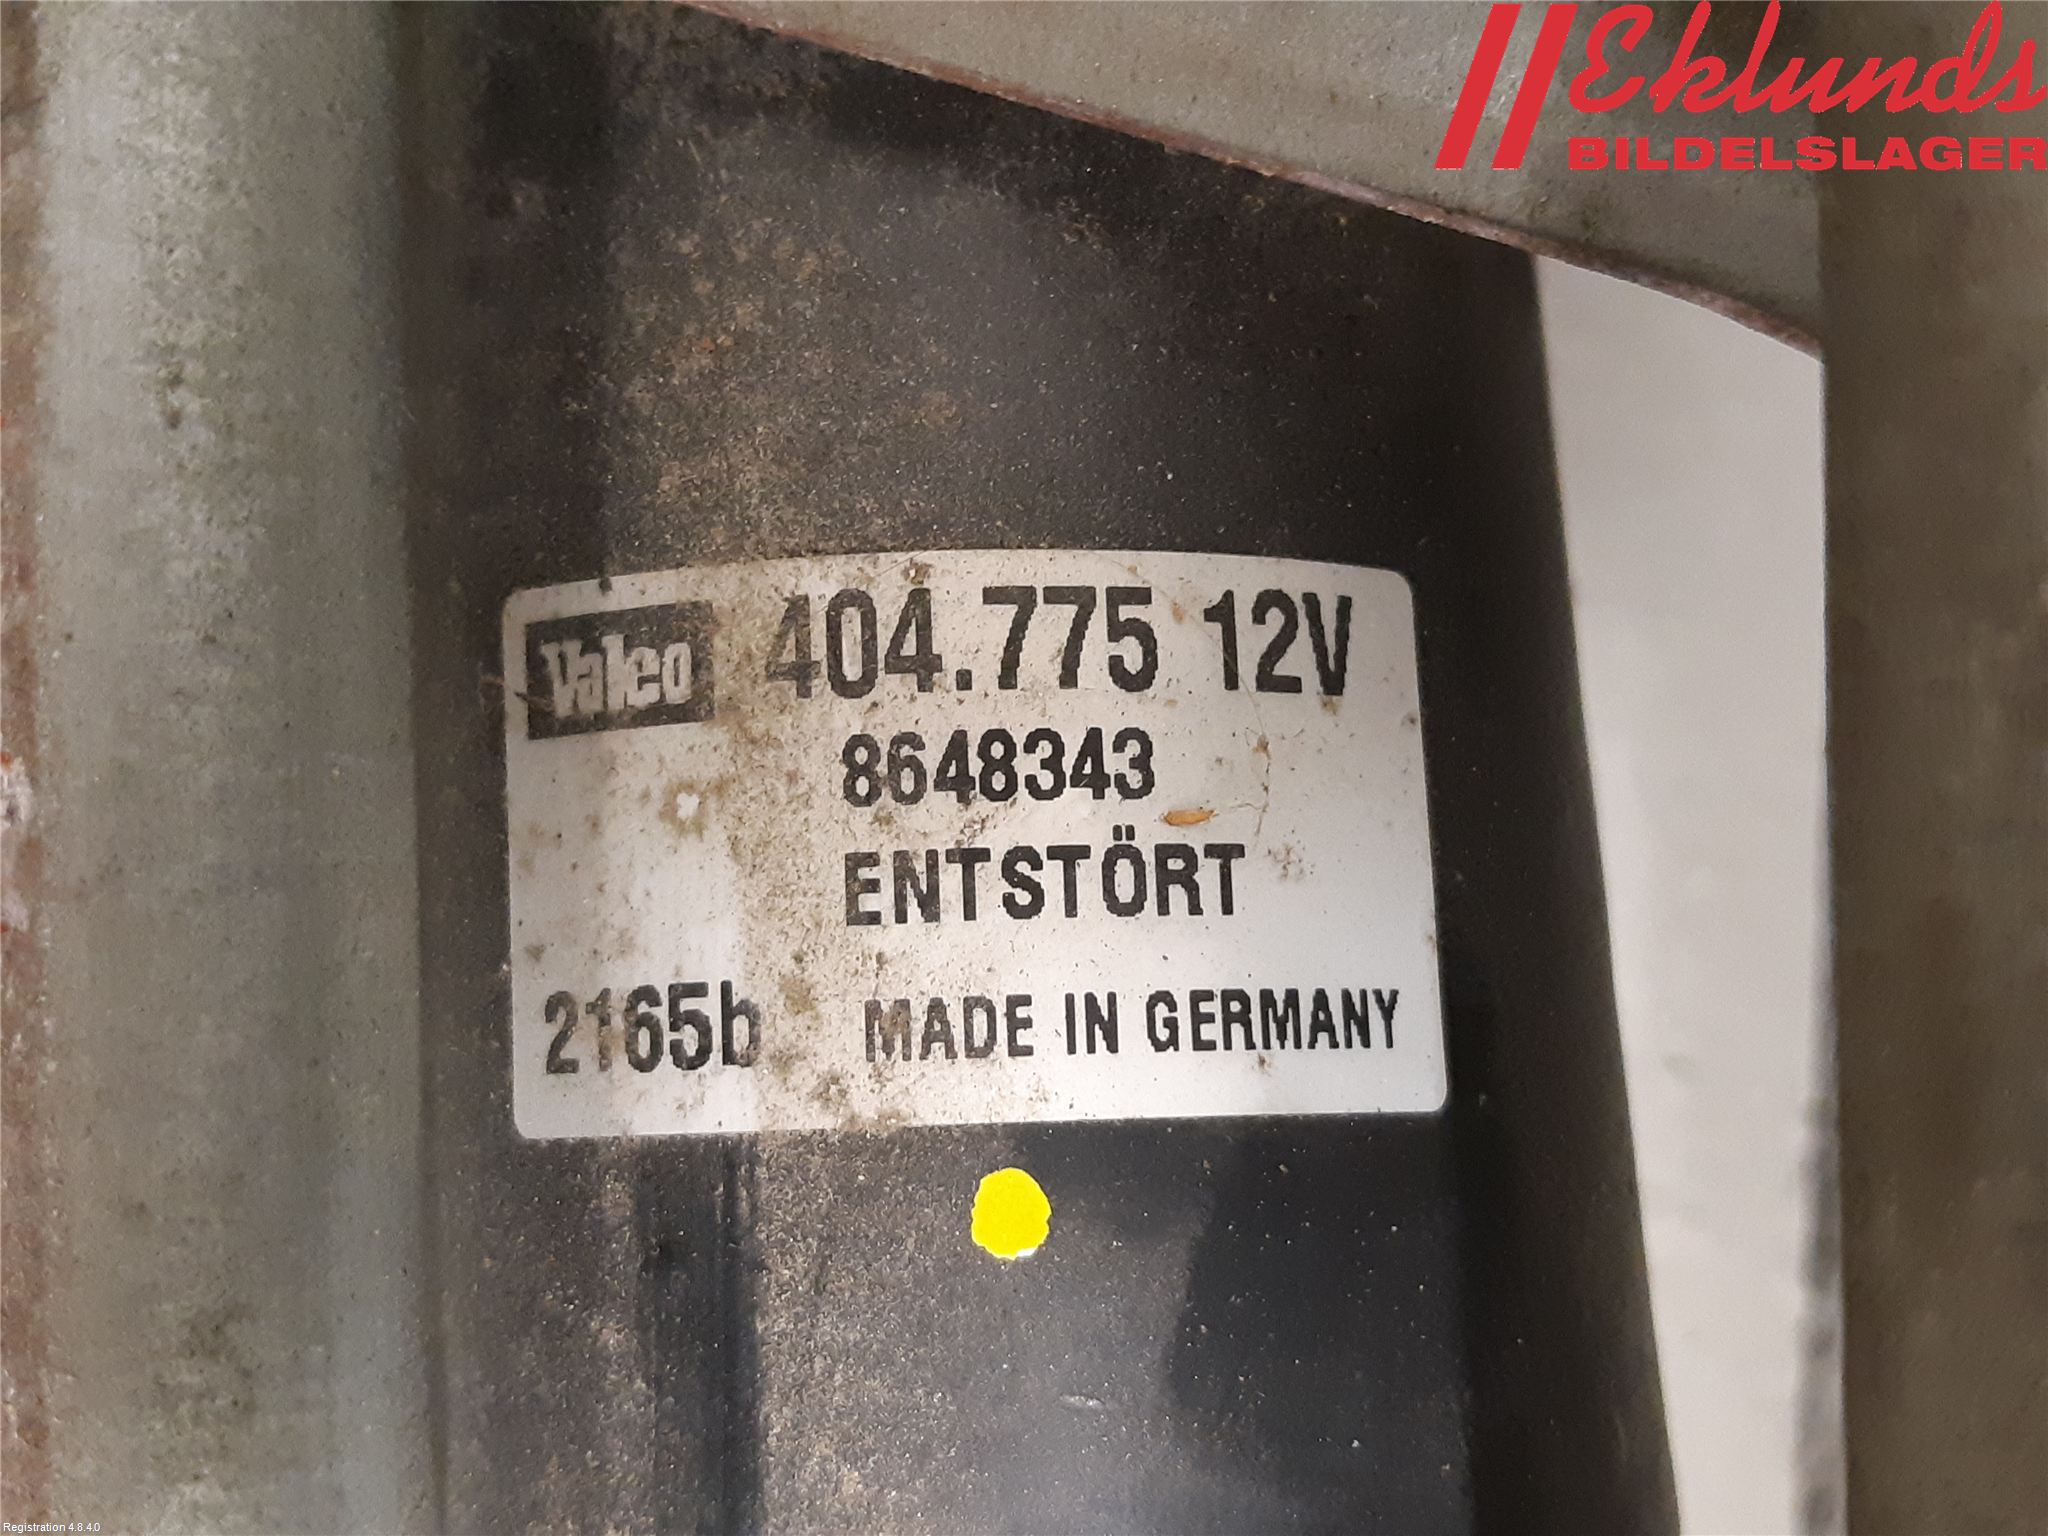 Eklunds
BILDELSLAGER
Valeo 404.775 12V
8648343
ENTSTÖRT
2165b MADE IN GERMANY
Registration 4.8.4.0